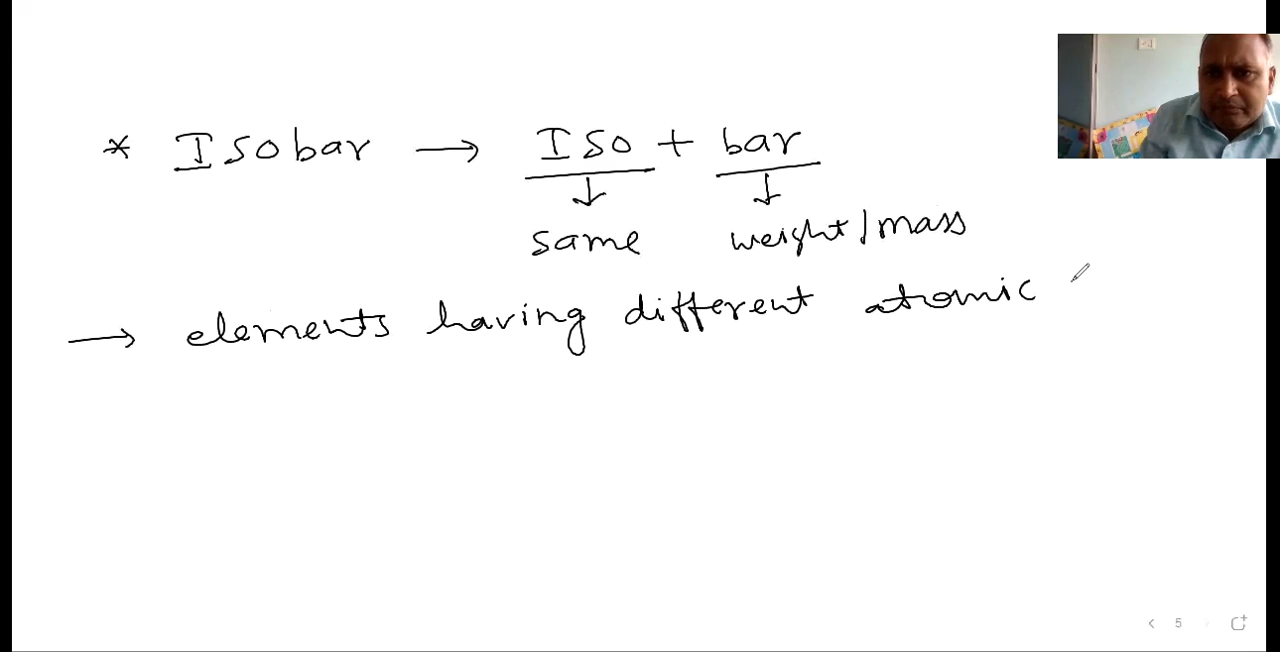 * Isobar → Iso + bar
↓ ↓
same weight/mass
→ elements having different atomic
< 5